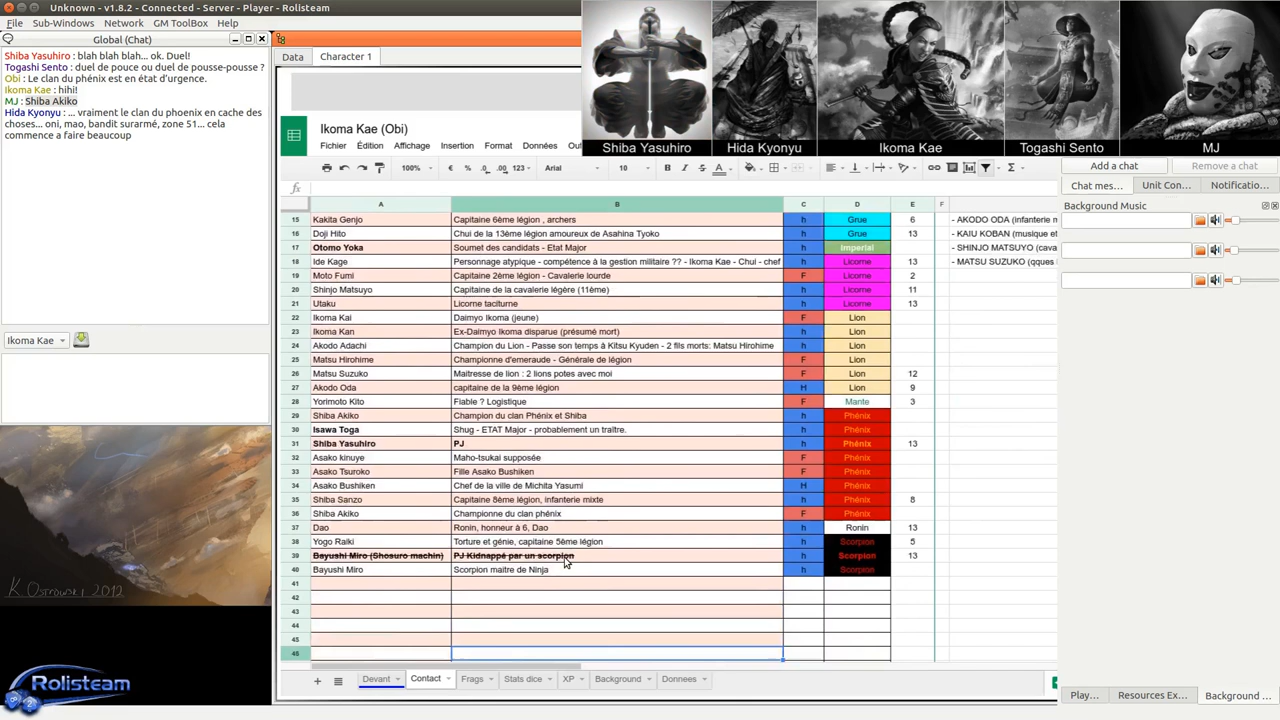 Unknown - v1.8.2 - Connected - Server - Player - Rolisteam
File Sub-Windows Network GM ToolBox Help
Global (Chat)
Shiba Yasuhiro : blah blah blah... ok. Duel!
Togashi Sento : duel de pouce ou duel de pousse-pousse ?
Obi : Le clan du phénix est en état d'urgence.
Ikoma Kae : hihi!
MJ : Shiba Akiko
Hida Kyonyu : ... vraiment le clan du phoenix en cache des
choses... oni, mao, bandit surarmé, zone 51... cela
commence a faire beaucoup
Ikoma Kae
K Ostrowski 2012
Rolisteam
Data Character 1
Ikoma Kae (Obi)
Fichier Édition Affichage Insertion Format Données
100% € % .0 .00 123 Arial 10 B I S A
fx
A B C D E F
15 Kakita Genjo Capitaine 6ème légion , archers h Grue 6 - AKODO ODA (infanterie m
16 Doji Hito Chui de la 13ème légion amoureux de Asahina Tyoko h Grue 13 - KAIU KOBAN (musique et
17 Otomo Yoka Soumet des candidats - Etat Major h Imperial - SHINJO MATSUYO (cava
18 Ide Kage Personnage atypique - compétence à la gestion militaire ?? - Ikoma Kae - Chui - chef h Licorne 13 - MATSU SUZUKO (qques
19 Moto Fumi Capitaine 2ème légion - Cavalerie lourde F Licorne 2
20 Shinjo Matsuyo Capitaine de la cavalerie légère (11ème) h Licorne 11
21 Utaku Licorne taciturne h Licorne 13
22 Ikoma Kai Daimyo Ikoma (jeune) F Lion
23 Ikoma Kan Ex-Daimyo Ikoma disparue (présumé mort) h Lion
24 Akodo Adachi Champion du Lion - Passe son temps à Kitsu Kyuden - 2 fils morts: Matsu Hirohime h Lion
25 Matsu Hirohime Championne d'emeraude - Générale de légion F Lion
26 Matsu Suzuko Maitresse de lion : 2 lions potes avec moi F Lion 12
27 Akodo Oda capitaine de la 9ème légion H Lion 9
28 Yorimoto Kito Fiable ? Logistique F Mante 3
29 Shiba Akiko Champion du clan Phénix et Shiba h Phénix
30 Isawa Toga Shug - ETAT Major - probablement un traître. h Phénix
31 Shiba Yasuhiro PJ h Phénix 13
32 Asako kinuye Maho-tsukai supposée F Phénix
33 Asako Tsuroko Fille Asako Bushiken F Phénix
34 Asako Bushiken Chef de la ville de Michita Yasumi H Phénix
35 Shiba Sanzo Capitaine 8ème légion, infanterie mixte h Phénix 8
36 Shiba Akiko Championne du clan phénix F Phénix
37 Dao Ronin, honneur à 6, Dao h Ronin 13
38 Yogo Raiki Torture et génie, capitaine 5ème légion h Scorpion 5
39 Bayushi Miro (Shosuro machin) PJ Kidnappé par un scorpion h Scorpion 13
40 Bayushi Miro Scorpion maitre de Ninja h Scorpion
41
42
43
44
45
46
Devant Contact Frags Stats dice XP Background Donnees
Shiba Yasuhiro Hida Kyonyu Ikoma Kae Togashi Sento MJ
Add a chat Remove a chat
Chat mes... Unit Con... Notificatio...
Background Music
Play... Resources Ex... Background ...